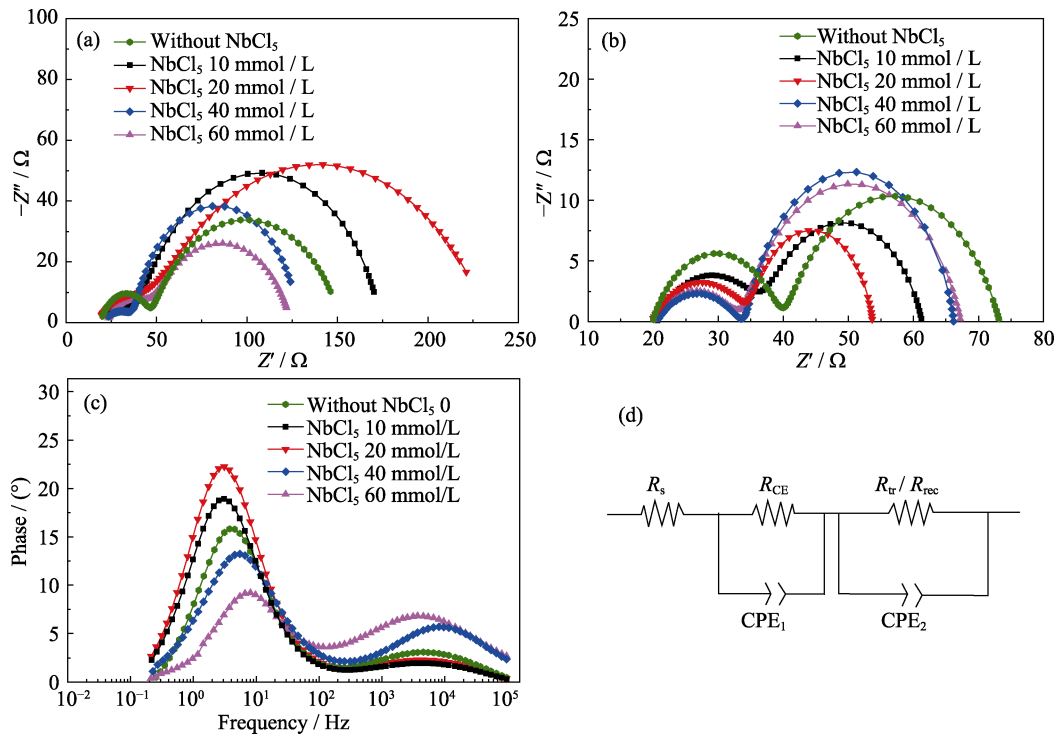 (a)
Without NbCl₅
NbCl₅ 10 mmol / L
NbCl₅ 20 mmol / L
NbCl₅ 40 mmol / L
NbCl₅ 60 mmol / L
−Z″ / Ω
100
80
60
40
20
0
0 50 100 150 200 250
Z′ / Ω
(b)
Without NbCl₅
NbCl₅ 10 mmol / L
NbCl₅ 20 mmol / L
NbCl₅ 40 mmol / L
NbCl₅ 60 mmol / L
−Z″ / Ω
25
20
15
10
5
0
10 20 30 40 50 60 70 80
Z′ / Ω
(c)
Without NbCl₅ 0
NbCl₅ 10 mmol/L
NbCl₅ 20 mmol/L
NbCl₅ 40 mmol/L
NbCl₅ 60 mmol/L
Phase / (°)
35
30
25
20
15
10
5
0
10⁻² 10⁻¹ 10⁰ 10¹ 10² 10³ 10⁴ 10⁵
Frequency / Hz
(d)
Rₛ R_CE R_tr / R_rec
CPE₁ CPE₂